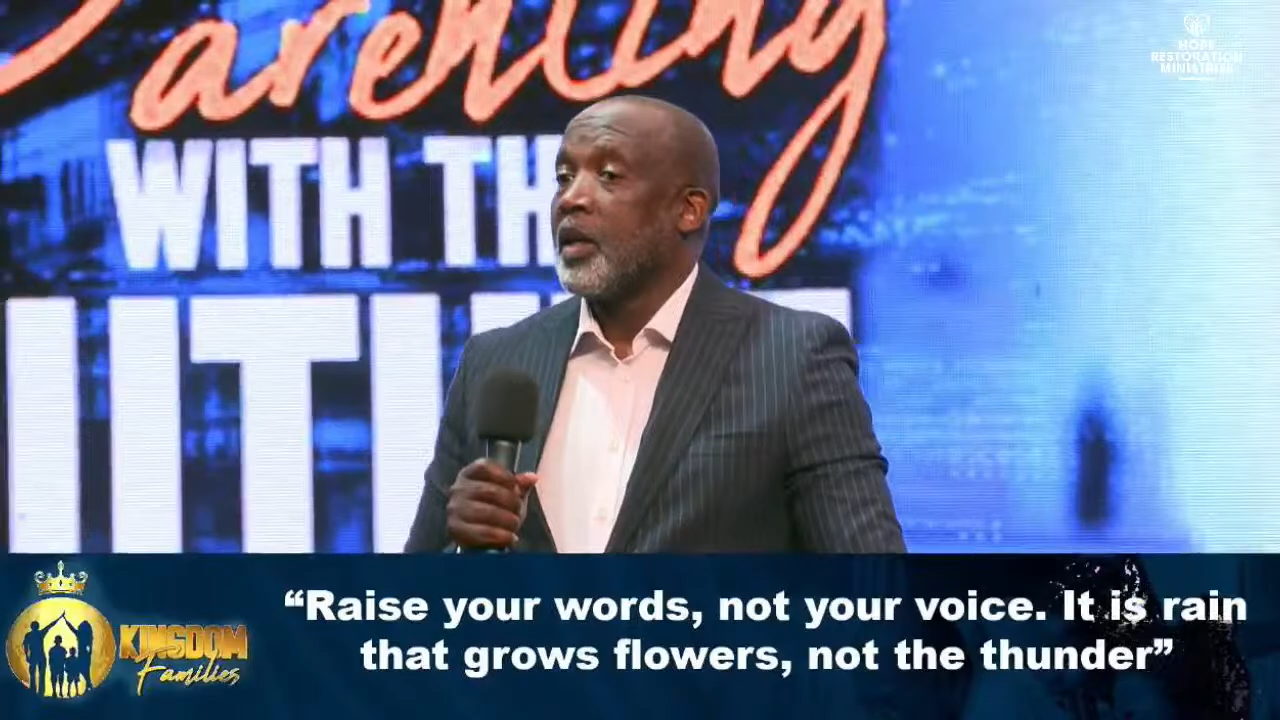 Parenting
WITH TH
HOPE
RESTORATION
MINISTRIES
KINGDOM
Families
“Raise your words, not your voice. It is rain
that grows flowers, not the thunder”